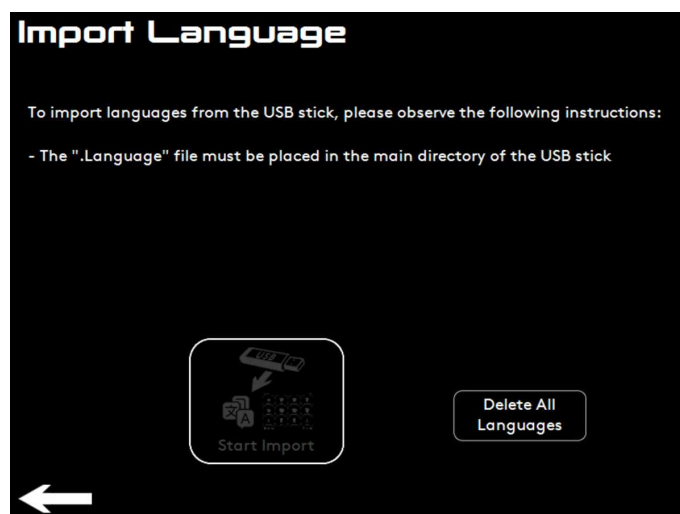 Import Language
To import languages from the USB stick, please observe the following instructions:
- The ".Language" file must be placed in the main directory of the USB stick
USB
文
A
Start Import
Delete All
Languages